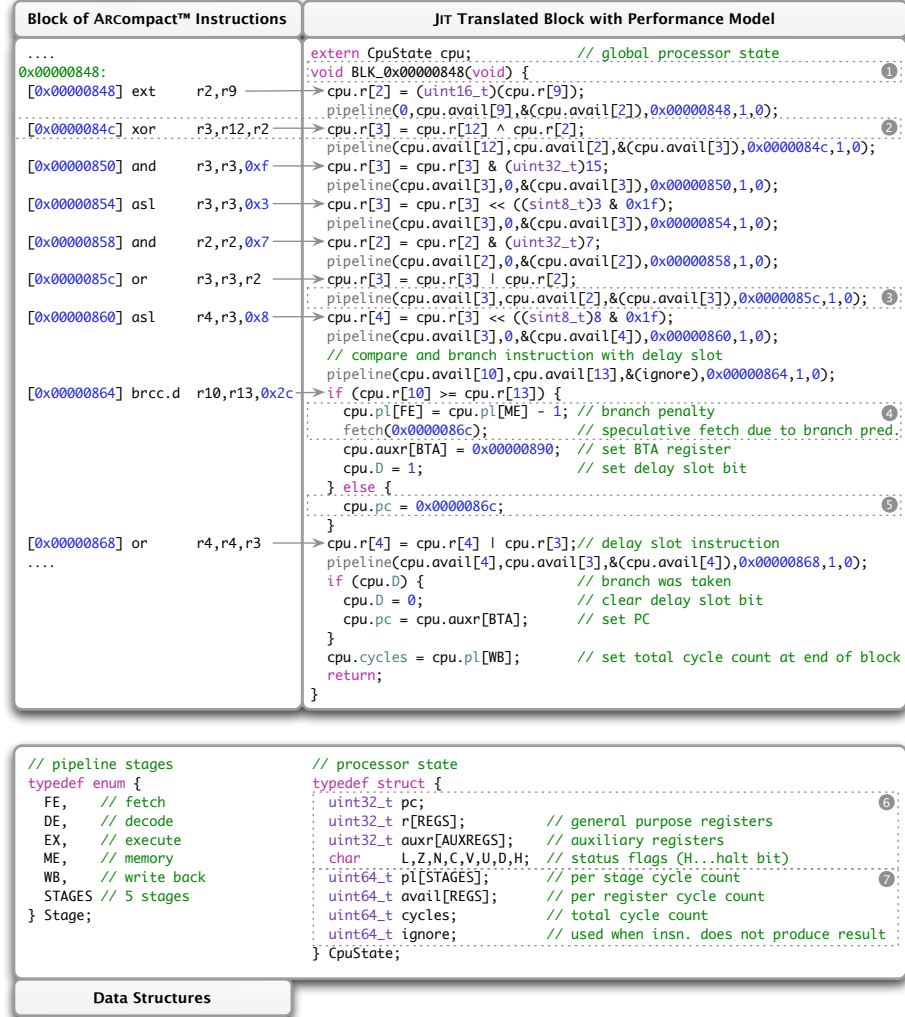 Block of ARCompact™ Instructions
JIT Translated Block with Performance Model
....
extern CpuState cpu; // global processor state
0x00000848:
void BLK_0x00000848(void) { 1
[0x00000848] ext r2,r9
cpu.r[2] = (uint16_t)(cpu.r[9]);
pipeline(0,cpu.avail[9],&(cpu.avail[2]),0x00000848,1,0);
[0x0000084c] xor r3,r12,r2
cpu.r[3] = cpu.r[12] ^ cpu.r[2]; 2
pipeline(cpu.avail[12],cpu.avail[2],&(cpu.avail[3]),0x0000084c,1,0);
[0x00000850] and r3,r3,0xf
cpu.r[3] = cpu.r[3] & (uint32_t)15;
pipeline(cpu.avail[3],0,&(cpu.avail[3]),0x00000850,1,0);
[0x00000854] asl r3,r3,0x3
cpu.r[3] = cpu.r[3] << ((sint8_t)3 & 0x1f);
pipeline(cpu.avail[3],0,&(cpu.avail[3]),0x00000854,1,0);
[0x00000858] and r2,r2,0x7
cpu.r[2] = cpu.r[2] & (uint32_t)7;
pipeline(cpu.avail[2],0,&(cpu.avail[2]),0x00000858,1,0);
[0x0000085c] or r3,r3,r2
cpu.r[3] = cpu.r[3] | cpu.r[2];
pipeline(cpu.avail[3],cpu.avail[2],&(cpu.avail[3]),0x0000085c,1,0); 3
[0x00000860] asl r4,r3,0x8
cpu.r[4] = cpu.r[3] << ((sint8_t)8 & 0x1f);
pipeline(cpu.avail[3],0,&(cpu.avail[4]),0x00000860,1,0);
// compare and branch instruction with delay slot
pipeline(cpu.avail[10],cpu.avail[13],&(ignore),0x00000864,1,0);
[0x00000864] brcc.d r10,r13,0x2c
if (cpu.r[10] >= cpu.r[13]) {
cpu.pl[FE] = cpu.pl[ME] - 1; // branch penalty 4
fetch(0x0000086c); // speculative fetch due to branch pred.
cpu.auxr[BTA] = 0x00000890; // set BTA register
cpu.D = 1; // set delay slot bit
} else {
cpu.pc = 0x0000086c; 5
}
[0x00000868] or r4,r4,r3
cpu.r[4] = cpu.r[4] | cpu.r[3];// delay slot instruction
....
pipeline(cpu.avail[4],cpu.avail[3],&(cpu.avail[4]),0x00000868,1,0);
if (cpu.D) { // branch was taken
cpu.D = 0; // clear delay slot bit
cpu.pc = cpu.auxr[BTA]; // set PC
}
cpu.cycles = cpu.pl[WB]; // set total cycle count at end of block
return;
}
// pipeline stages
typedef enum {
FE, // fetch
DE, // decode
EX, // execute
ME, // memory
WB, // write back
STAGES // 5 stages
} Stage;
// processor state
typedef struct {
uint32_t pc; 6
uint32_t r[REGS]; // general purpose registers
uint32_t auxr[AUXREGS]; // auxiliary registers
char L,Z,N,C,V,U,D,H; // status flags (H...halt bit)
uint64_t pl[STAGES]; // per stage cycle count 7
uint64_t avail[REGS]; // per register cycle count
uint64_t cycles; // total cycle count
uint64_t ignore; // used when insn. does not produce result
} CpuState;
Data Structures